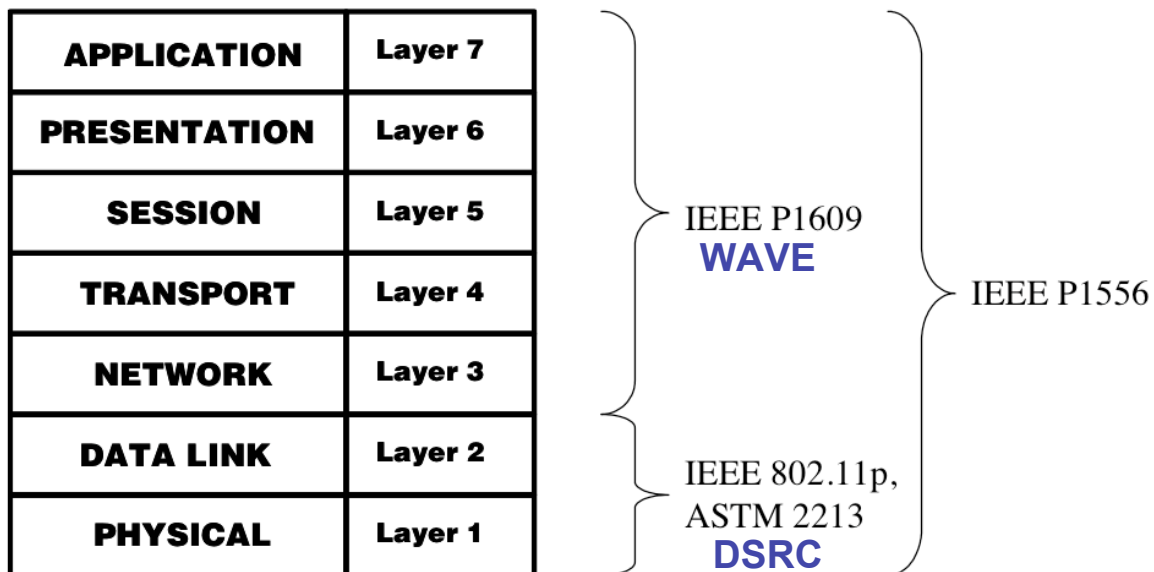 APPLICATION Layer 7
PRESENTATION Layer 6
SESSION Layer 5
TRANSPORT Layer 4
NETWORK Layer 3
DATA LINK Layer 2
PHYSICAL Layer 1
IEEE P1609
WAVE
IEEE 802.11p,
ASTM 2213
DSRC
IEEE P1556